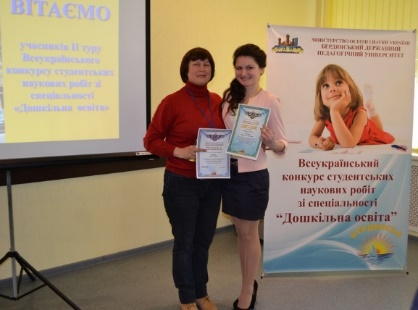 ВІТАЄМО
учасників ІІ туру
Всеукраїнського
конкурсу студентських
наукових робіт зі
спеціальності
«Дошкільна освіта»
МІНІСТЕРСТВО ОСВІТИ І НАУКИ УКРАЇНИ
БЕРДЯНСЬКИЙ ДЕРЖАВНИЙ
ПЕДАГОГІЧНИЙ УНІВЕРСИТЕТ
Всеукраїнський
конкурс студентських
наукових робіт
зі спеціальності
“Дошкільна освіта”